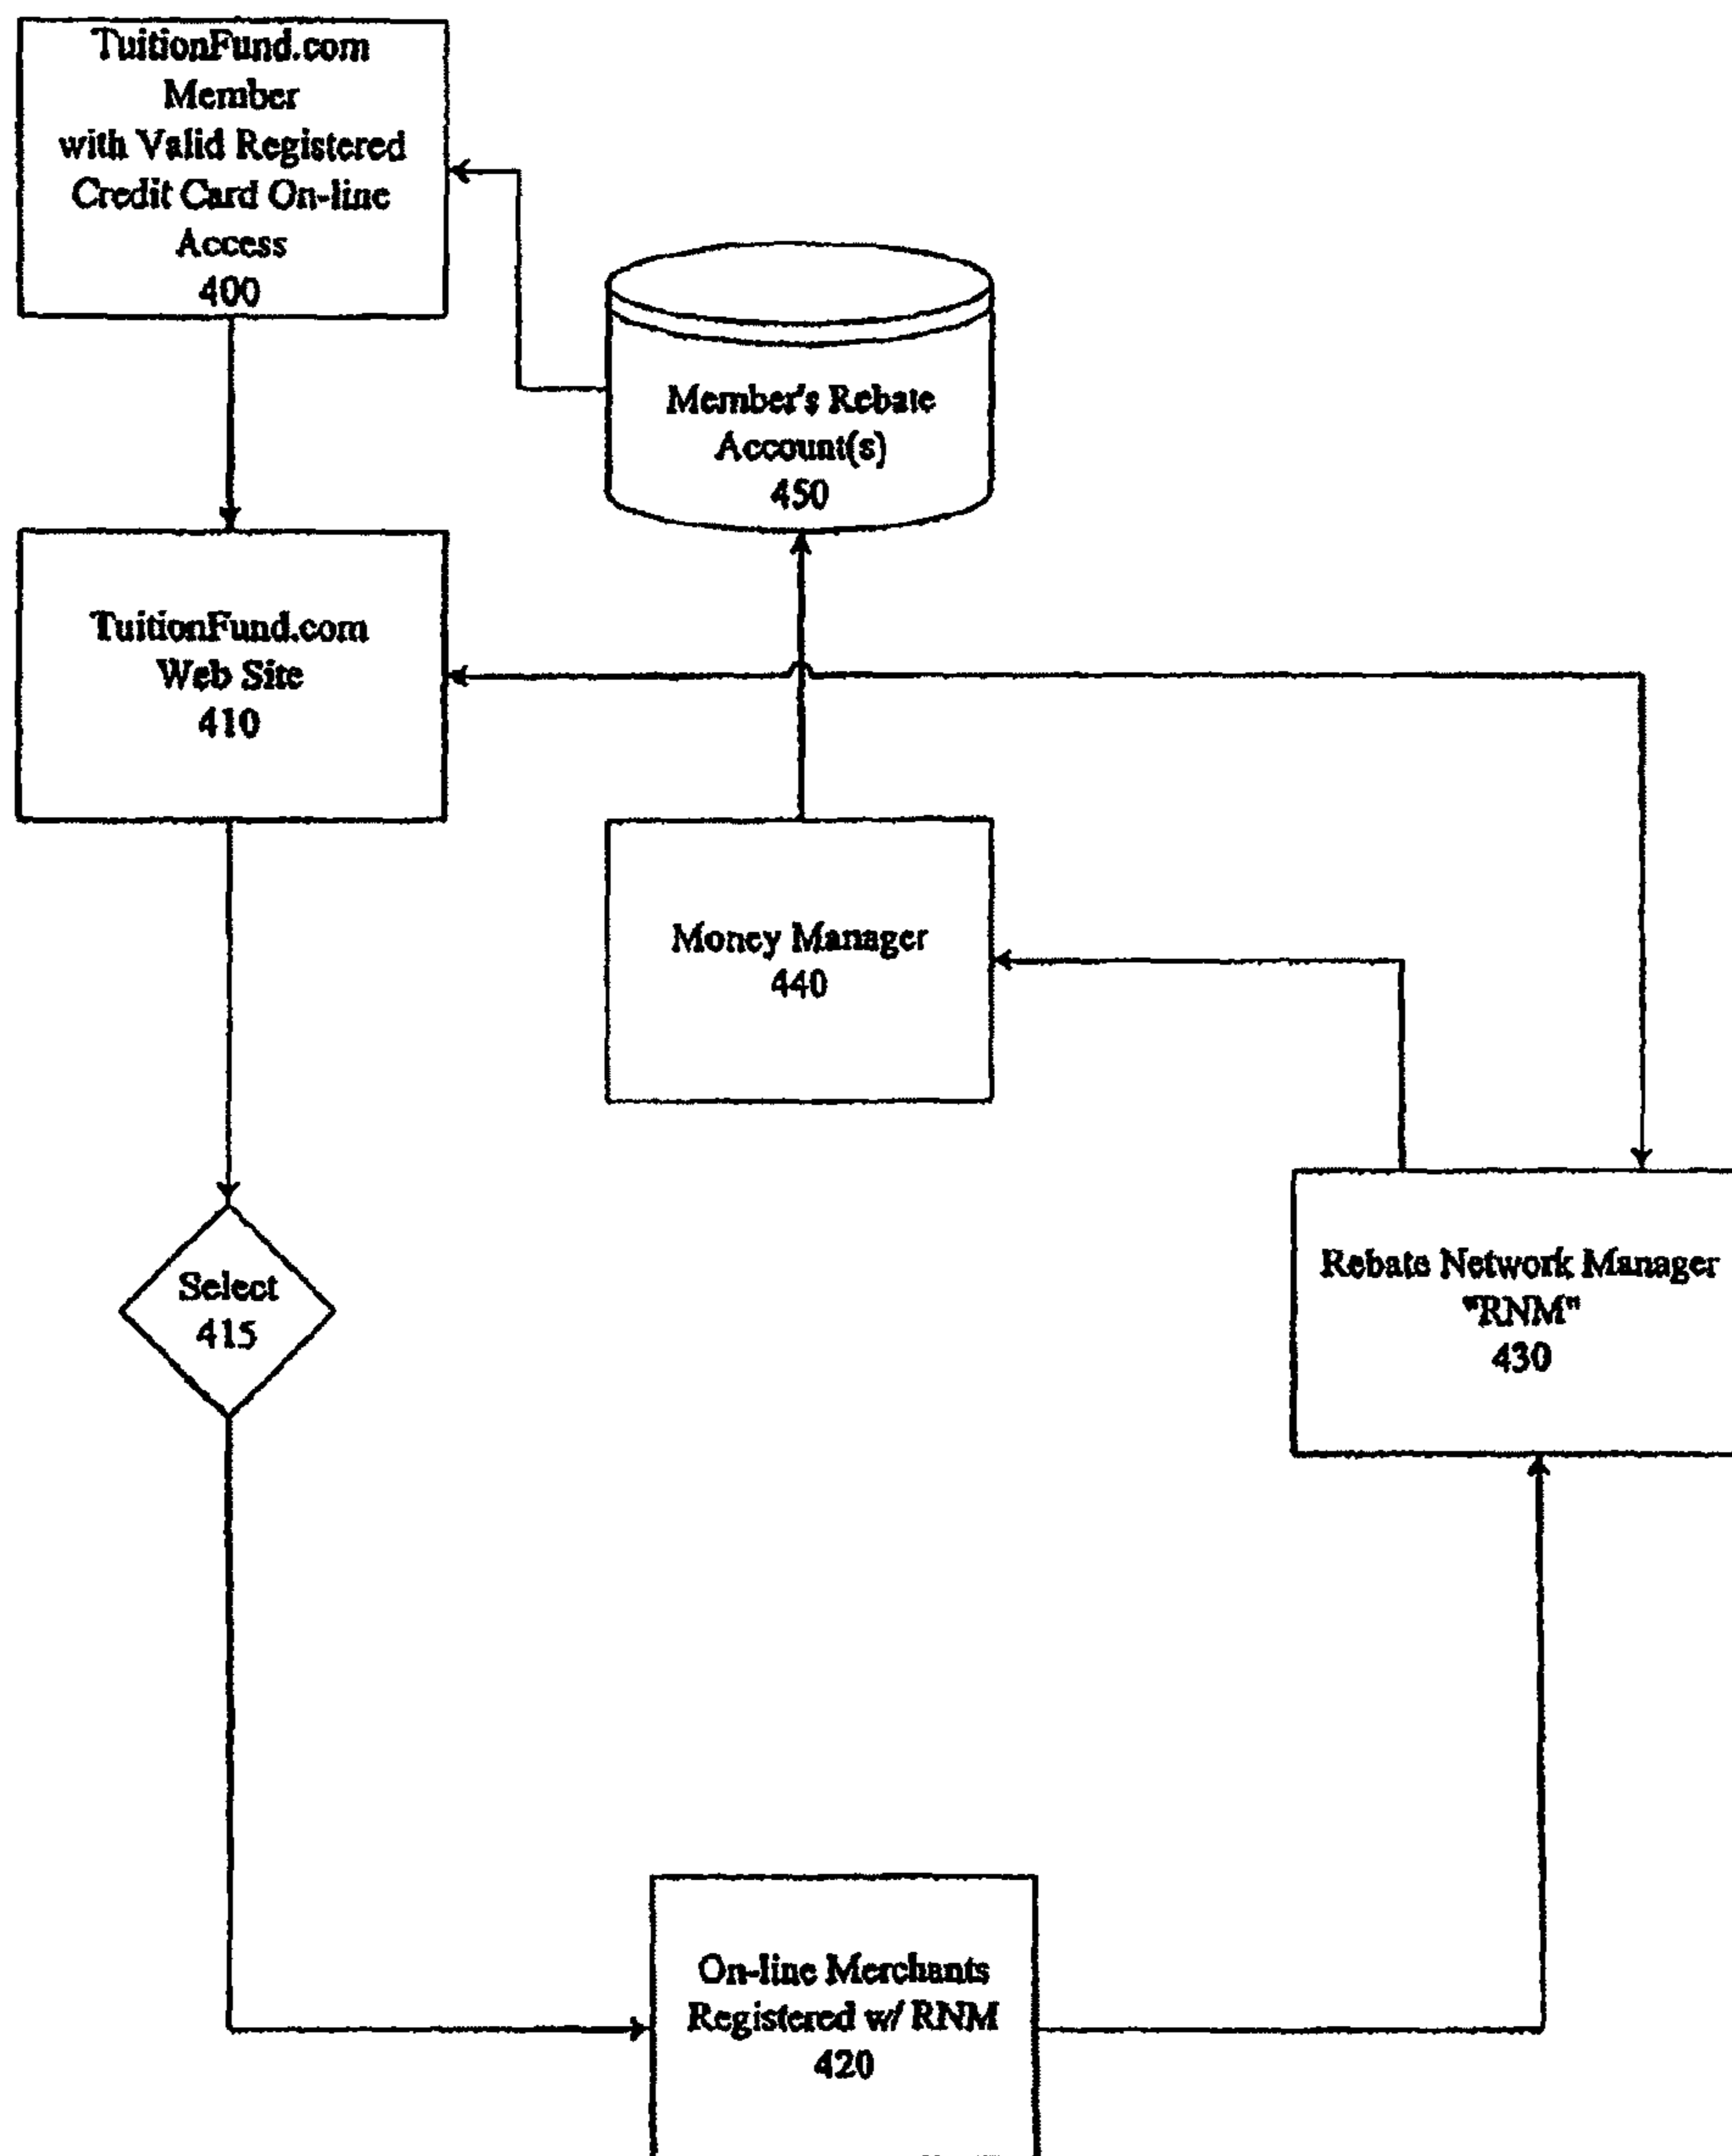 TuitionFund.com
Member
with Valid Registered
Credit Card On-line
Access
400
Member's Rebate
Account(s)
450
TuitionFund.com
Web Site
410
Money Manager
440
Select
415
Rebate Network Manager
"RNM"
430
On-line Merchants
Registered w/ RNM
420